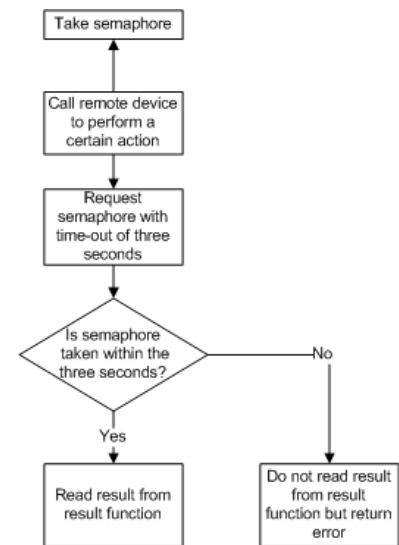 Take semaphore
Call remote device
to perform a
certain action
Request
semaphore with
time-out of three
seconds
Is semaphore
taken within the
three seconds?
No
Yes
Read result from
result function
Do not read result
from result
function but return
error